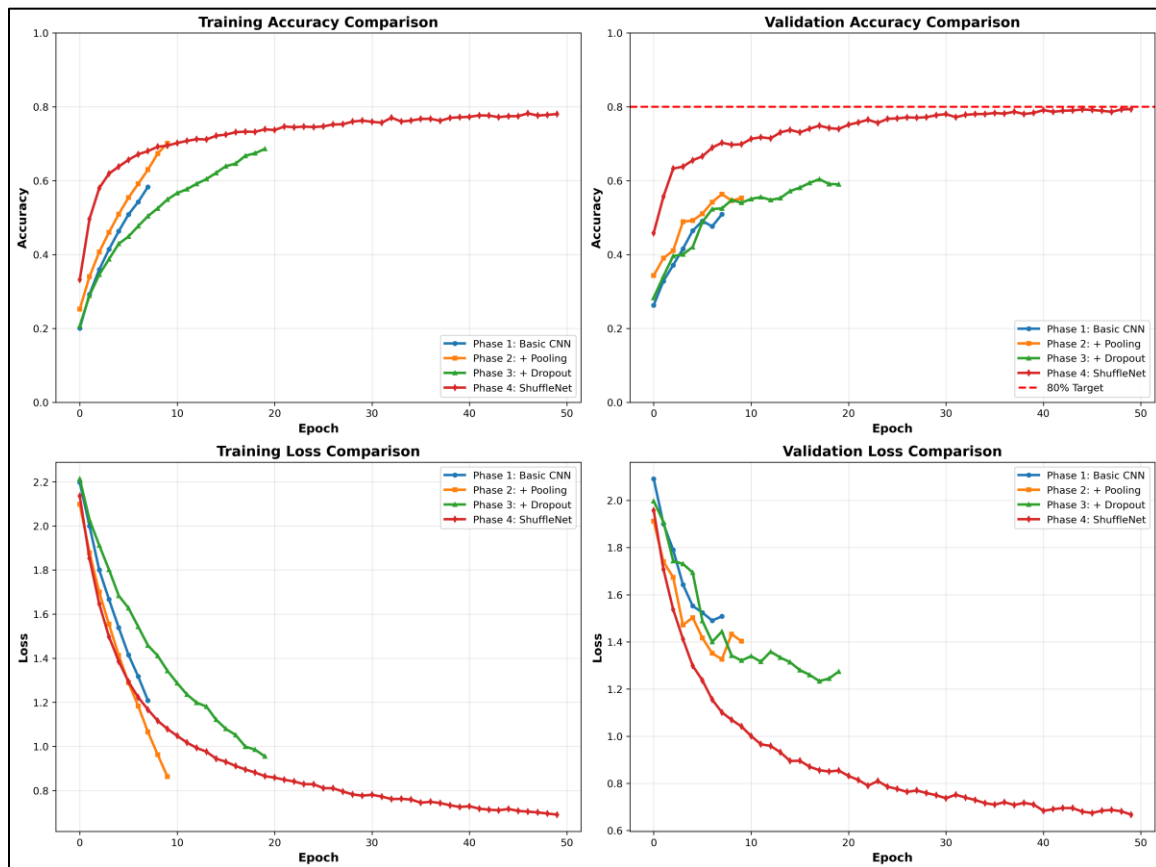 Training Accuracy Comparison
Accuracy
1.0
0.8
0.6
0.4
0.2
0.0
0 10 20 30 40 50
Epoch
Phase 1: Basic CNN
Phase 2: + Pooling
Phase 3: + Dropout
Phase 4: ShuffleNet
Validation Accuracy Comparison
Accuracy
1.0
0.8
0.6
0.4
0.2
0.0
0 10 20 30 40 50
Epoch
Phase 1: Basic CNN
Phase 2: + Pooling
Phase 3: + Dropout
Phase 4: ShuffleNet
80% Target
Training Loss Comparison
Loss
2.2
2.0
1.8
1.6
1.4
1.2
1.0
0.8
0 10 20 30 40 50
Epoch
Phase 1: Basic CNN
Phase 2: + Pooling
Phase 3: + Dropout
Phase 4: ShuffleNet
Validation Loss Comparison
Loss
2.0
1.8
1.6
1.4
1.2
1.0
0.8
0.6
0 10 20 30 40 50
Epoch
Phase 1: Basic CNN
Phase 2: + Pooling
Phase 3: + Dropout
Phase 4: ShuffleNet